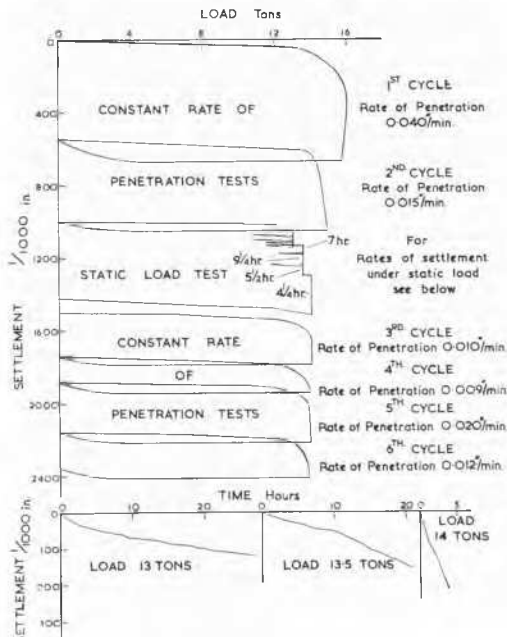 LOAD Tons
0 4 8 12 16
0
400
800
1200
1600
2000
2400
SETTLEMENT 1/1000 in.
CONSTANT RATE OF
PENETRATION TESTS
STATIC LOAD TEST
7hr
9½hr
5½hr
4¼hr
CONSTANT RATE
OF
PENETRATION TESTS
1ST CYCLE
Rate of Penetration
0·040"/min.
2ND CYCLE
Rate of Penetration
0·015"/min.
For
Rates of settlement
under static load
see below
3RD CYCLE
Rate of Penetration 0·010"/min.
4TH CYCLE
Rate of Penetration 0·009"/min.
5TH CYCLE
Rate of Penetration 0·020"/min.
6TH CYCLE
Rate of Penetration 0·012"/min.
TIME Hours
0 10 20 0 10 20 0 5
SETTLEMENT 1/1000 in.
0
100
200
300
LOAD 13 TONS
LOAD 13·5 TONS
LOAD
14 TONS